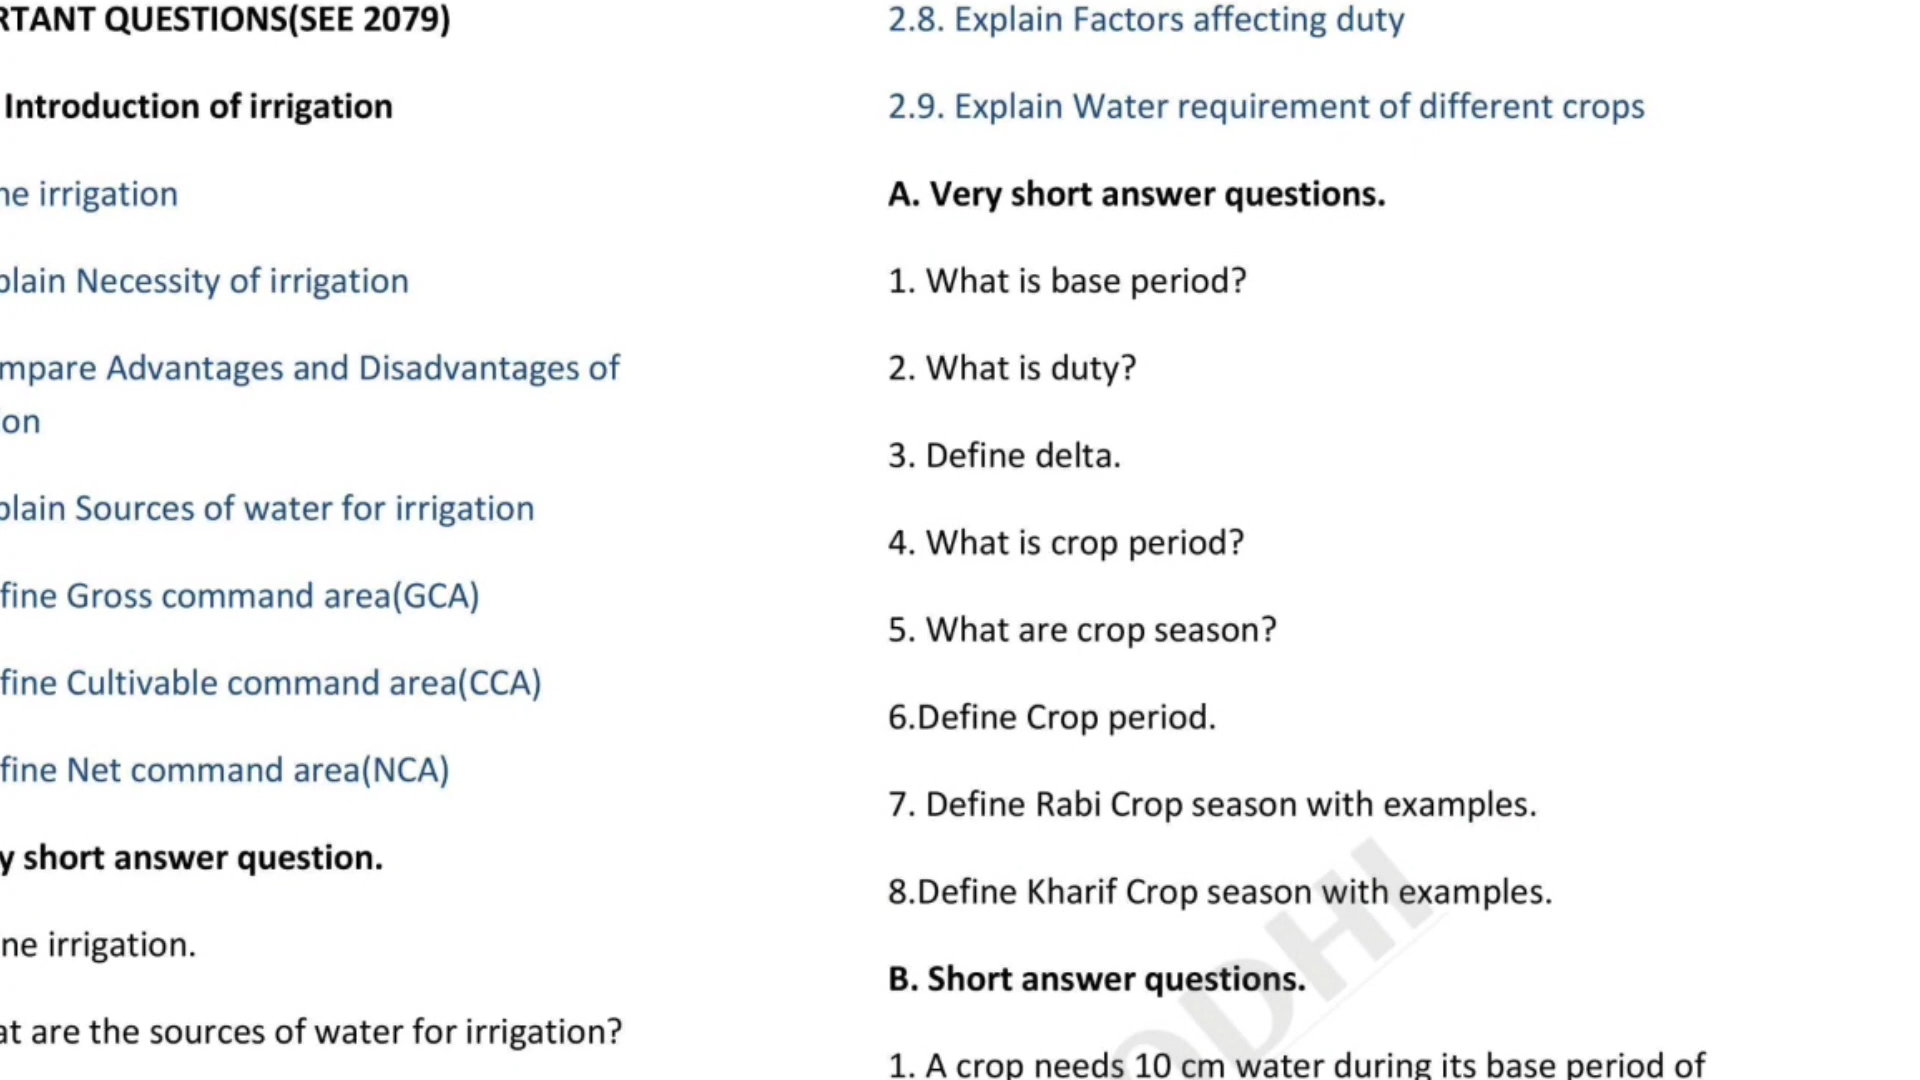 RTANT QUESTIONS(SEE 2079)
Introduction of irrigation
ne irrigation
plain Necessity of irrigation
mpare Advantages and Disadvantages of
on
plain Sources of water for irrigation
fine Gross command area(GCA)
fine Cultivable command area(CCA)
fine Net command area(NCA)
y short answer question.
ne irrigation.
at are the sources of water for irrigation?
2.8. Explain Factors affecting duty
2.9. Explain Water requirement of different crops
A. Very short answer questions.
1. What is base period?
2. What is duty?
3. Define delta.
4. What is crop period?
5. What are crop season?
6.Define Crop period.
7. Define Rabi Crop season with examples.
8.Define Kharif Crop season with examples.
B. Short answer questions.
1. A crop needs 10 cm water during its base period of
ODHI